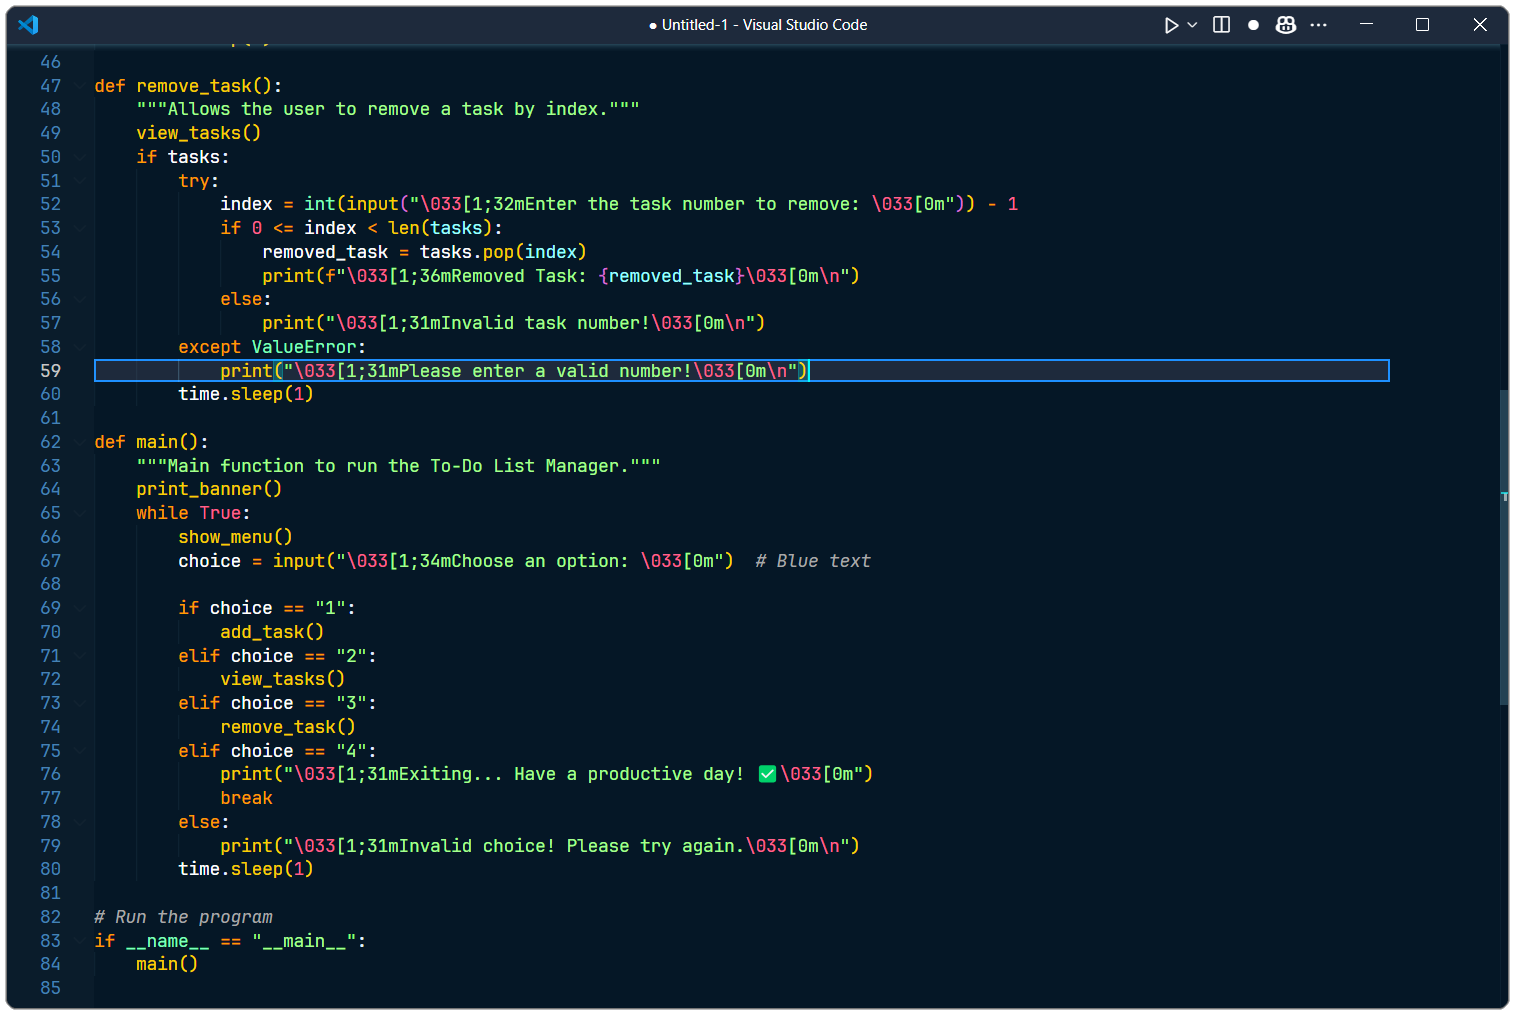 ● Untitled-1 - Visual Studio Code
46
47 def remove_task():
48     """Allows the user to remove a task by index."""
49     view_tasks()
50     if tasks:
51         try:
52             index = int(input("\033[1;32mEnter the task number to remove: \033[0m")) - 1
53             if 0 <= index < len(tasks):
54                 removed_task = tasks.pop(index)
55                 print(f"\033[1;36mRemoved Task: {removed_task}\033[0m\n")
56             else:
57                 print("\033[1;31mInvalid task number!\033[0m\n")
58         except ValueError:
59             print("\033[1;31mPlease enter a valid number!\033[0m\n")
60         time.sleep(1)
61
62 def main():
63     """Main function to run the To-Do List Manager."""
64     print_banner()
65     while True:
66         show_menu()
67         choice = input("\033[1;34mChoose an option: \033[0m")  # Blue text
68
69         if choice == "1":
70             add_task()
71         elif choice == "2":
72             view_tasks()
73         elif choice == "3":
74             remove_task()
75         elif choice == "4":
76             print("\033[1;31mExiting... Have a productive day! ✅\033[0m")
77             break
78         else:
79             print("\033[1;31mInvalid choice! Please try again.\033[0m\n")
80         time.sleep(1)
81
82 # Run the program
83 if __name__ == "__main__":
84     main()
85